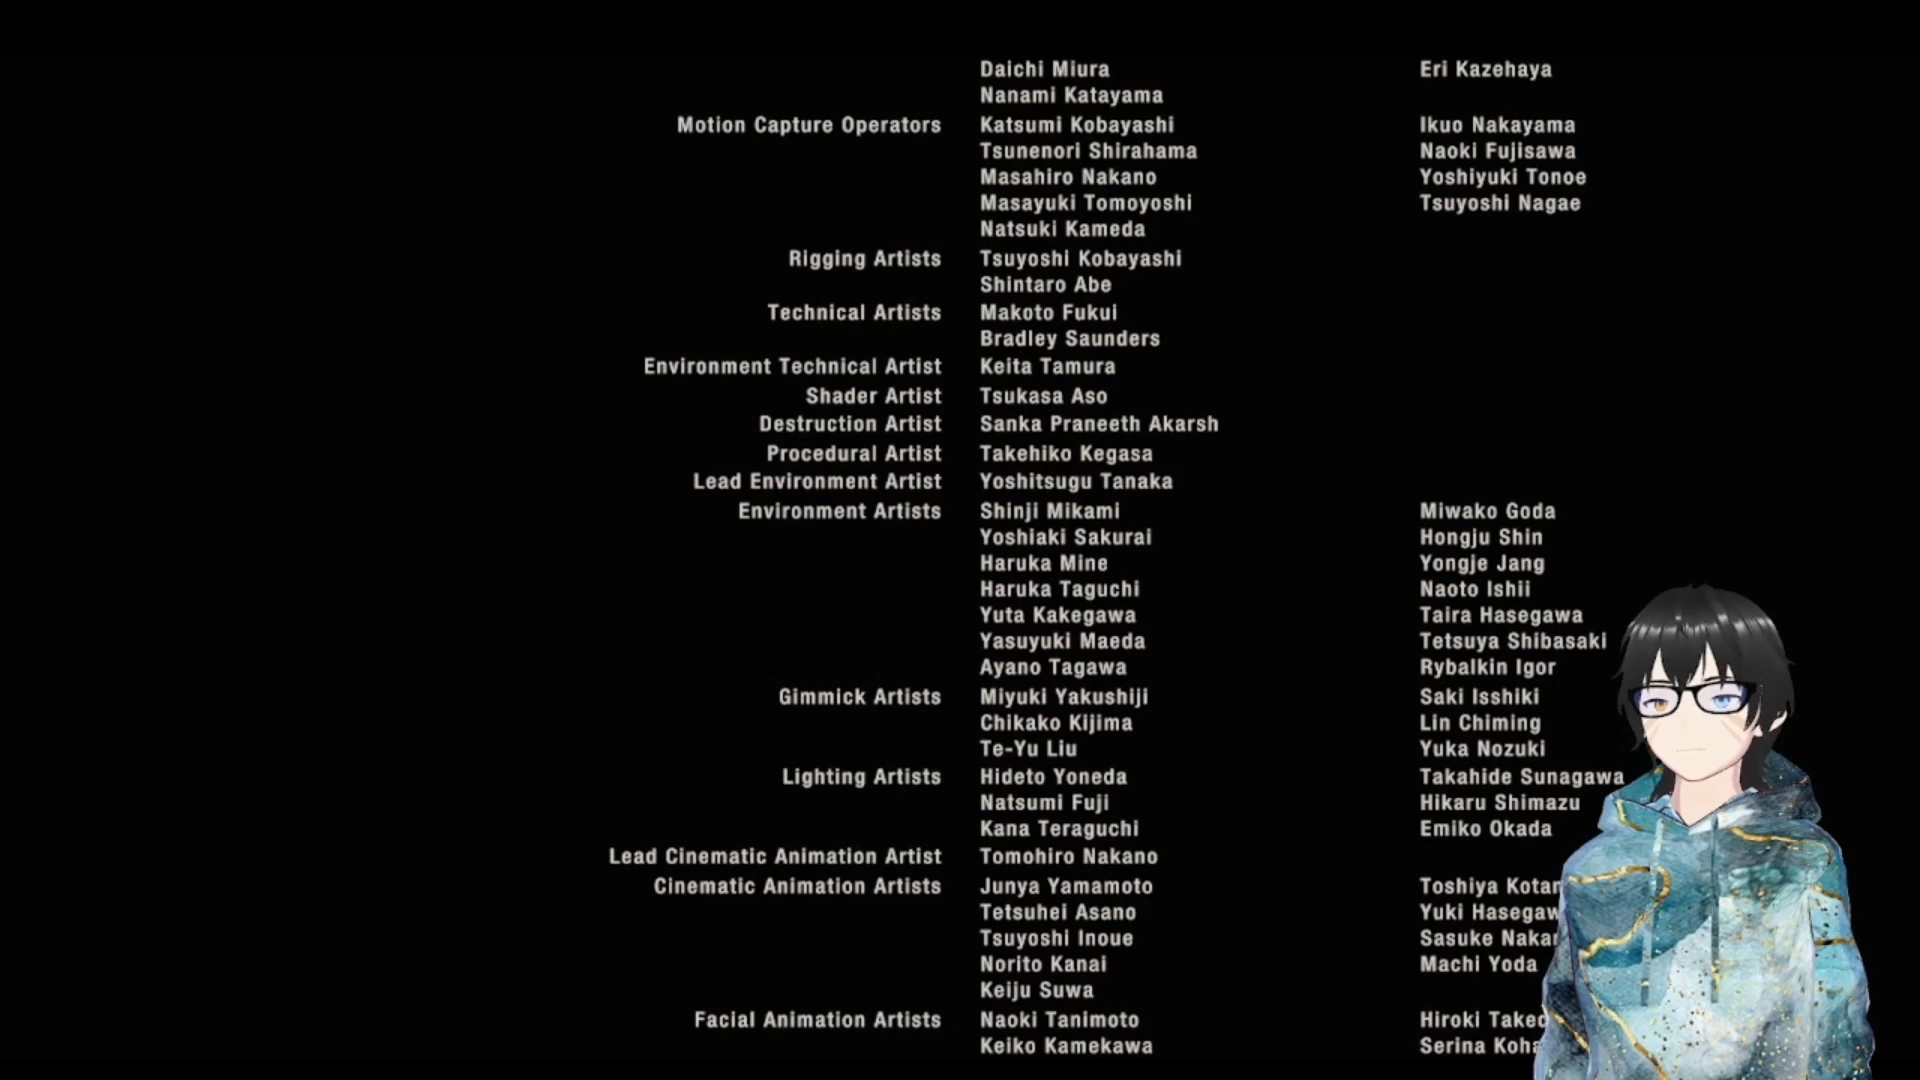 Daichi Miura Eri Kazehaya
Nanami Katayama
Motion Capture Operators Katsumi Kobayashi Ikuo Nakayama
Tsunenori Shirahama Naoki Fujisawa
Masahiro Nakano Yoshiyuki Tonoe
Masayuki Tomoyoshi Tsuyoshi Nagae
Natsuki Kameda
Rigging Artists Tsuyoshi Kobayashi
Shintaro Abe
Technical Artists Makoto Fukui
Bradley Saunders
Environment Technical Artist Keita Tamura
Shader Artist Tsukasa Aso
Destruction Artist Sanka Praneeth Akarsh
Procedural Artist Takehiko Kegasa
Lead Environment Artist Yoshitsugu Tanaka
Environment Artists Shinji Mikami Miwako Goda
Yoshiaki Sakurai Hongju Shin
Haruka Mine Yongje Jang
Haruka Taguchi Naoto Ishii
Yuta Kakegawa Taira Hasegawa
Yasuyuki Maeda Tetsuya Shibasaki
Ayano Tagawa Rybalkin Igor
Gimmick Artists Miyuki Yakushiji Saki Isshiki
Chikako Kijima Lin Chiming
Te-Yu Liu Yuka Nozuki
Lighting Artists Hideto Yoneda Takahide Sunagawa
Natsumi Fuji Hikaru Shimazu
Kana Teraguchi Emiko Okada
Lead Cinematic Animation Artist Tomohiro Nakano
Cinematic Animation Artists Junya Yamamoto Toshiya
Tetsuhei Asano Yuki
Tsuyoshi Inoue Sasuke
Norito Kanai Machi Yoda
Keiju Suwa
Facial Animation Artists Naoki Tanimoto Hiroki
Keiko Kamekawa Serina